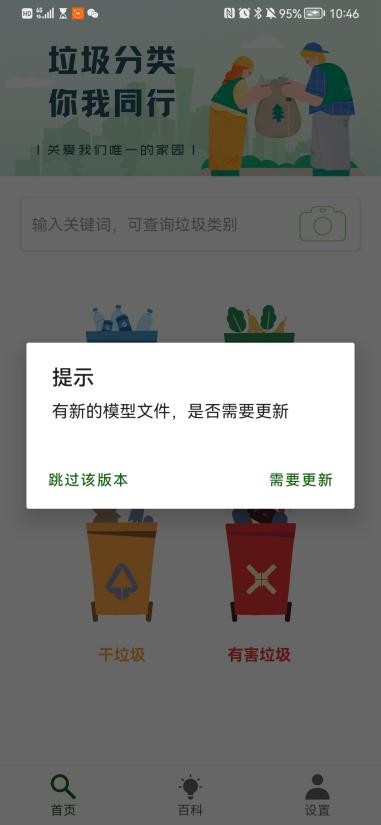 HD 4G 95% 10:46
垃圾分类
你我同行
关爱我们唯一的家园
输入关键词，可查询垃圾类别
提示
有新的模型文件，是否需要更新
跳过该版本 需要更新
干垃圾 有害垃圾
首页 百科 设置